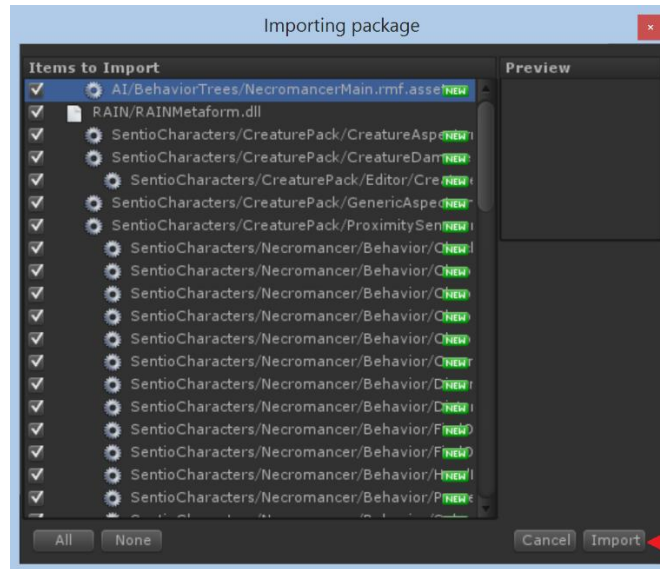 Importing package
Items to Import
Preview
AI/BehaviorTrees/NecromancerMain.rmf.asset NEW
RAIN/RAINMetaform.dll
SentioCharacters/CreaturePack/CreatureAspe NEW
SentioCharacters/CreaturePack/CreatureDam NEW
SentioCharacters/CreaturePack/Editor/Cre NEW
SentioCharacters/CreaturePack/GenericAspec NEW
SentioCharacters/CreaturePack/ProximitySen NEW
SentioCharacters/Necromancer/Behavior/ NEW
SentioCharacters/Necromancer/Behavior/ NEW
SentioCharacters/Necromancer/Behavior/ NEW
SentioCharacters/Necromancer/Behavior/ NEW
SentioCharacters/Necromancer/Behavior/ NEW
SentioCharacters/Necromancer/Behavior/ NEW
SentioCharacters/Necromancer/Behavior/ NEW
SentioCharacters/Necromancer/Behavior/ NEW
SentioCharacters/Necromancer/Behavior/ NEW
SentioCharacters/Necromancer/Behavior/ NEW
SentioCharacters/Necromancer/Behavior/ NEW
SentioCharacters/Necromancer/Behavior/ NEW
All None
Cancel Import